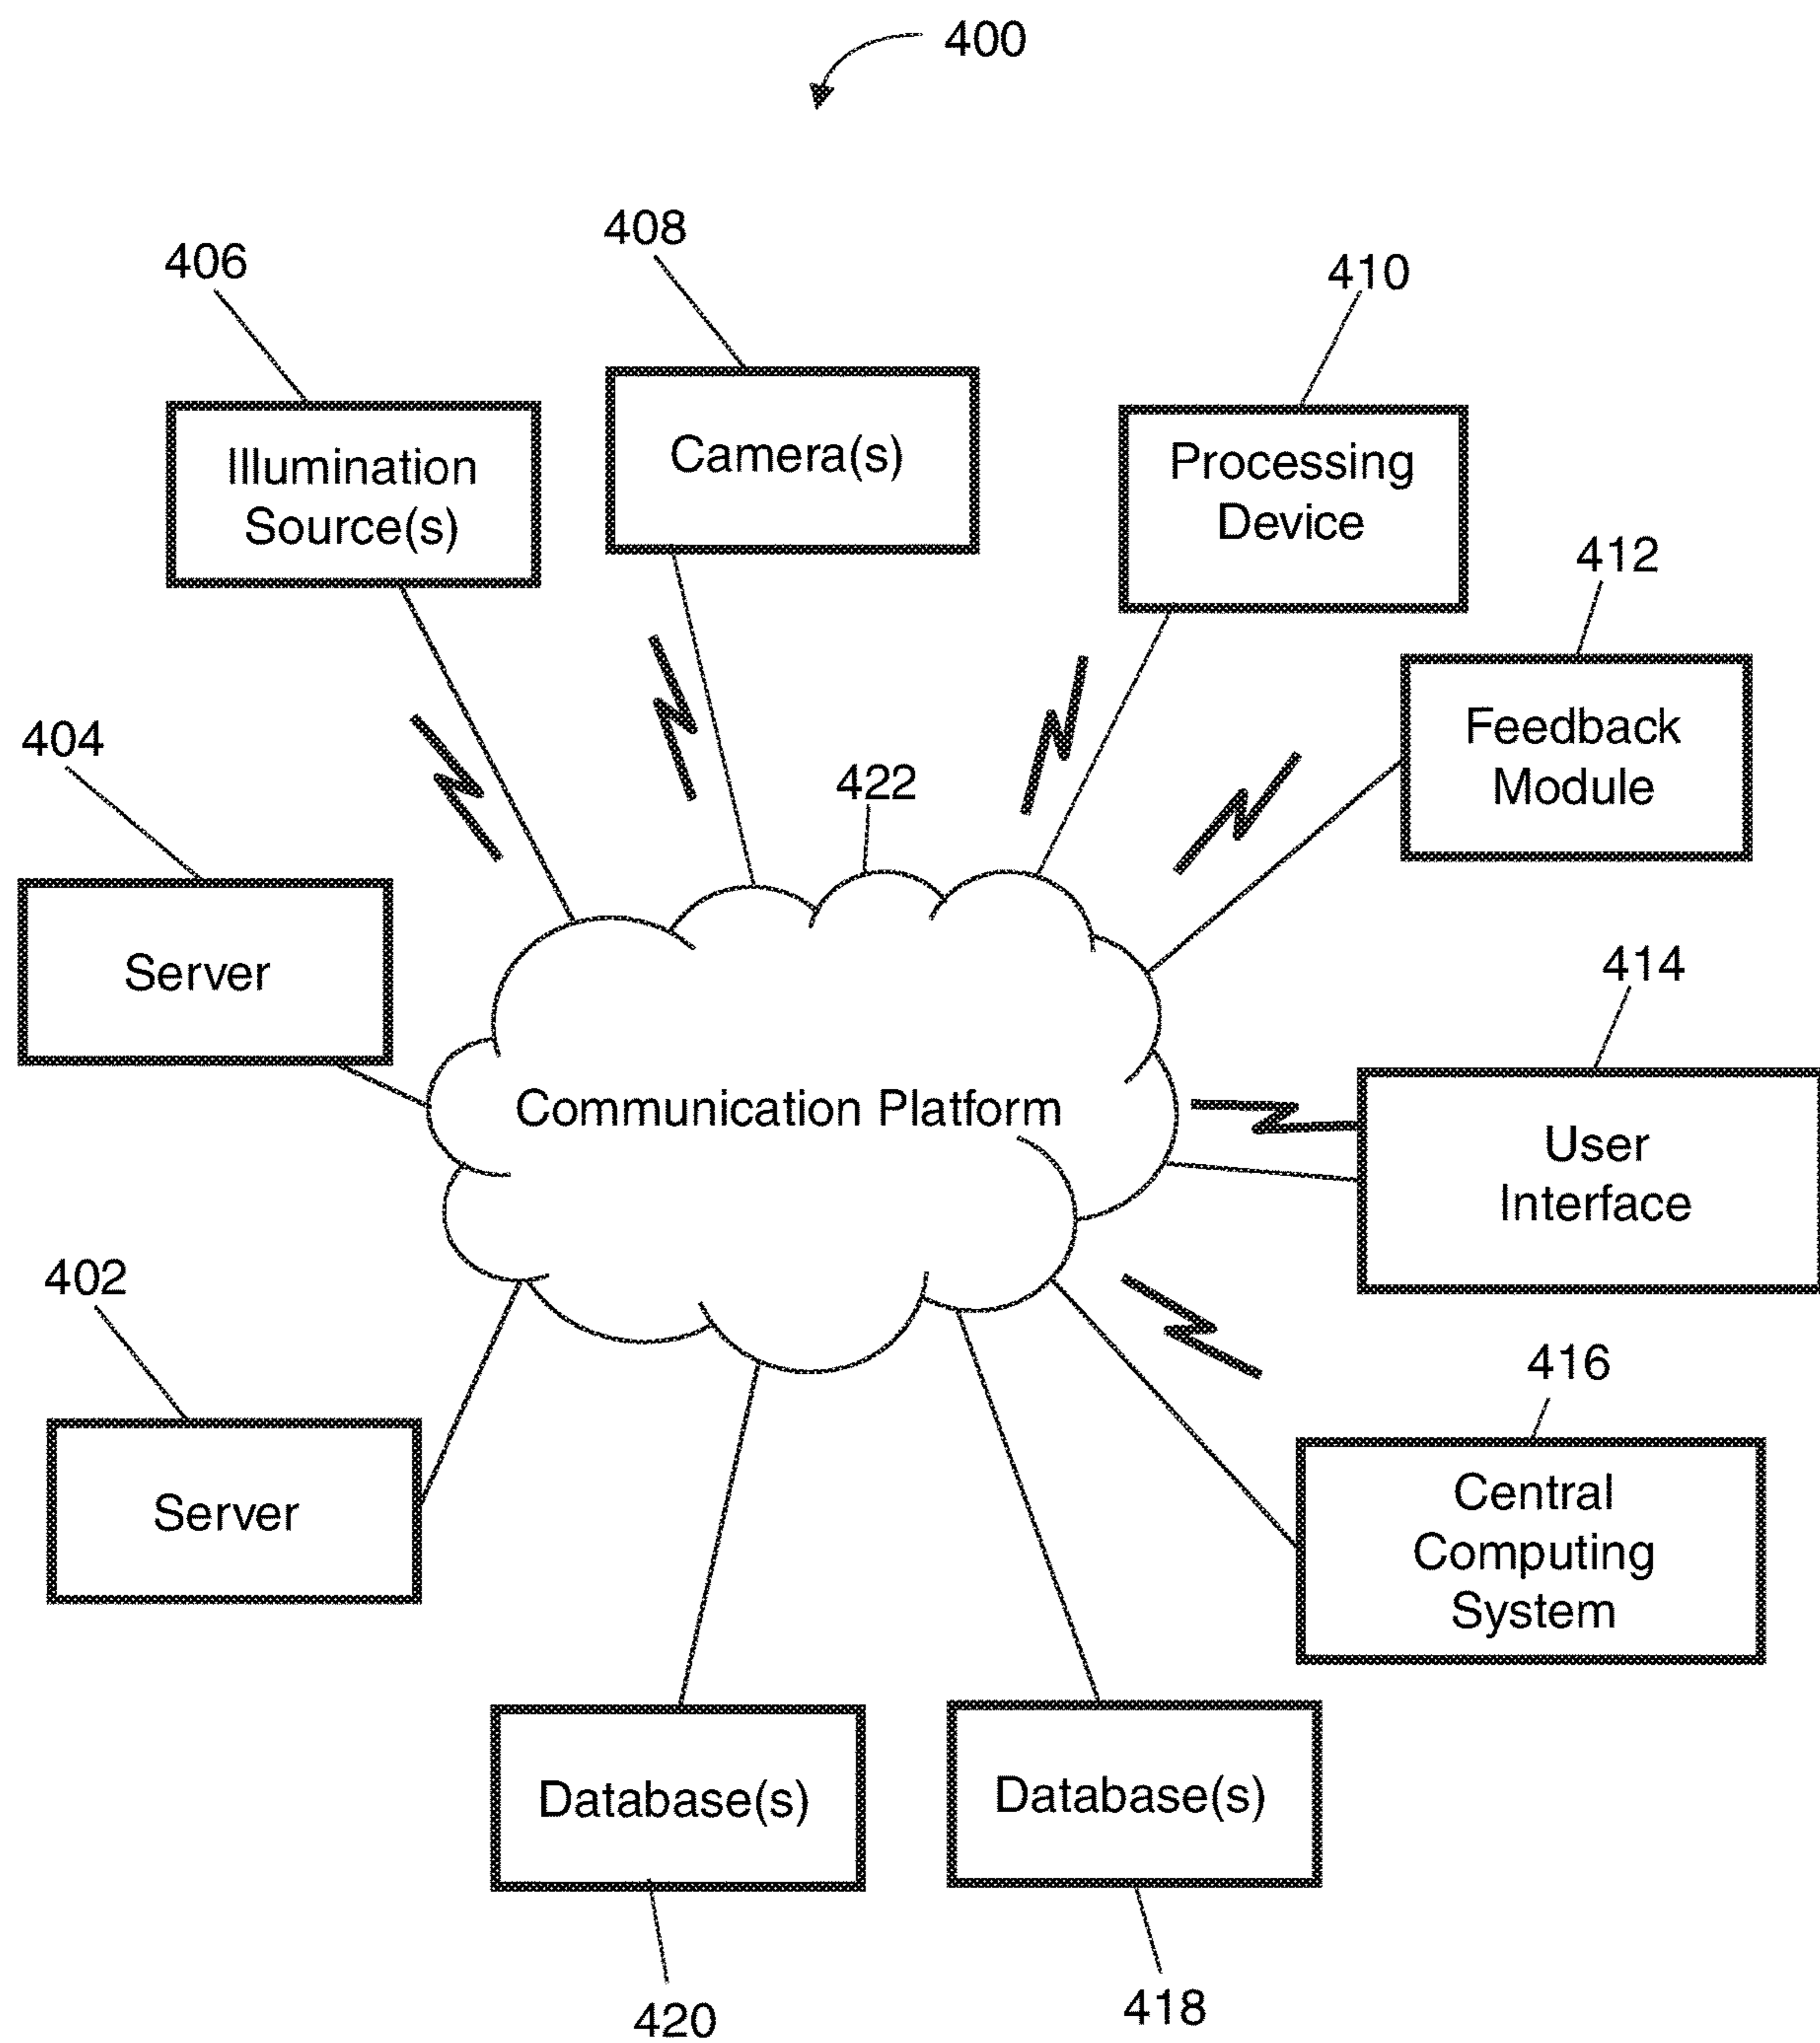 400
408
406
410
Illumination
Source(s)
Camera(s)
Processing
Device
412
404
422
Feedback
Module
Server
414
Communication Platform
User
Interface
402
416
Server
Central
Computing
System
Database(s)
Database(s)
420
418